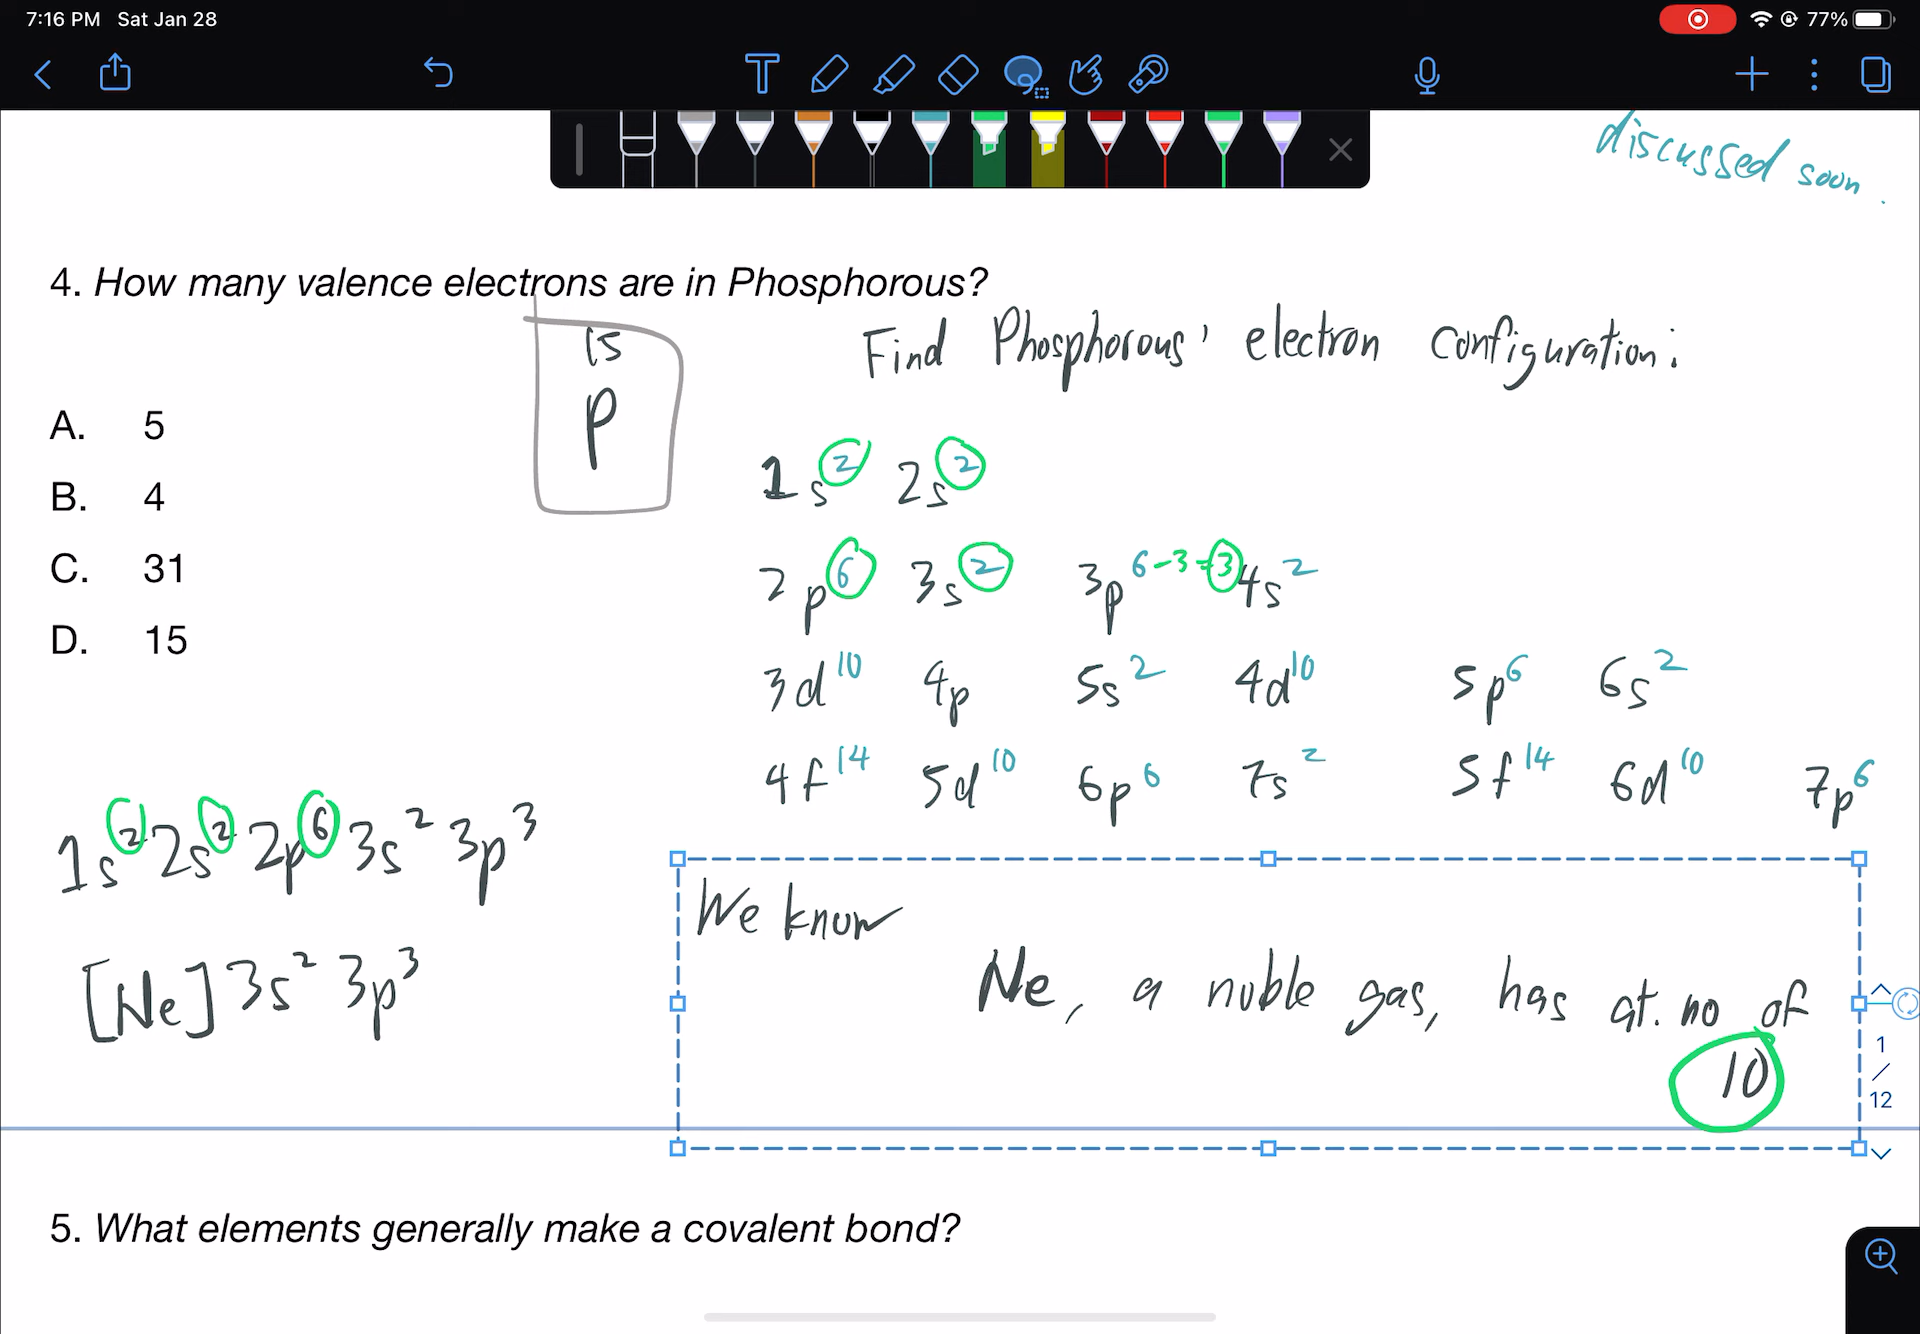 7:16 PM Sat Jan 28
77%
T
discussed soon.
4. How many valence electrons are in Phosphorous?
15
P
Find Phosphorous' electron configuration:
A. 5
B. 4
C. 31
D. 15
1s² 2s²
2p⁶ 3s² 3p⁶⁻³⁼³ 4s²
3d¹⁰ 4p 5s² 4d¹⁰ 5p⁶ 6s²
4f¹⁴ 5d¹⁰ 6p⁶ 7s² 5f¹⁴ 6d¹⁰ 7p⁶
1s² 2s² 2p⁶ 3s² 3p³
[Ne] 3s² 3p³
We know
Ne, a noble gas, has at. no of
10
1
/
12
5. What elements generally make a covalent bond?